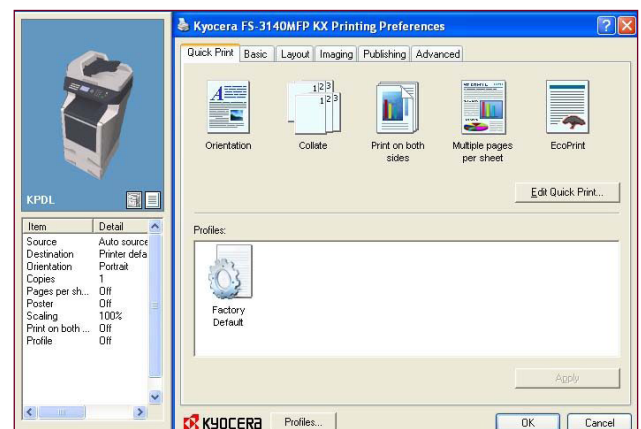 Kyocera FS-3140MFP KX Printing Preferences
Quick Print Basic Layout Imaging Publishing Advanced
Orientation
Collate
Print on both sides
Multiple pages per sheet
EcoPrint
Edit Quick Print...
KPDL
Item Detail
Source Auto source
Destination Printer defa
Orientation Portrait
Copies 1
Pages per sh... Off
Poster Off
Scaling 100%
Print on both ... Off
Profile Off
Profiles:
Factory
Default
Apply
KYOCERA
Profiles...
OK Cancel